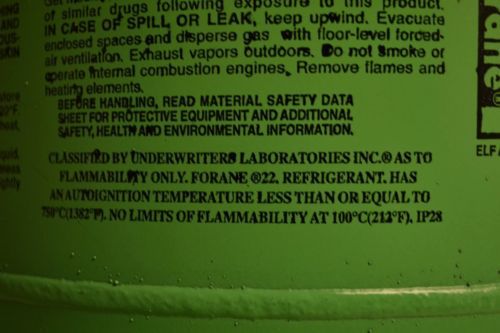 of similar drugs following exposure to this product.
IN CASE OF SPILL OR LEAK, keep upwind. Evacuate
enclosed spaces and disperse gas with floor-level forced-
air ventilation. Exhaust vapors outdoors. Do not smoke or
operate internal combustion engines. Remove flames and
heating elements.
BEFORE HANDLING, READ MATERIAL SAFETY DATA
SHEET FOR PROTECTIVE EQUIPMENT AND ADDITIONAL
SAFETY, HEALTH AND ENVIRONMENTAL INFORMATION.
CLASSIFIED BY UNDERWRITERS LABORATORIES INC.® AS TO
FLAMMABILITY ONLY. FORANE ®22. REFRIGERANT. HAS
AN AUTOIGNITION TEMPERATURE LESS THAN OR EQUAL TO
750°C(1382°F). NO LIMITS OF FLAMMABILITY AT 100°C(212°F). IP28
ELF